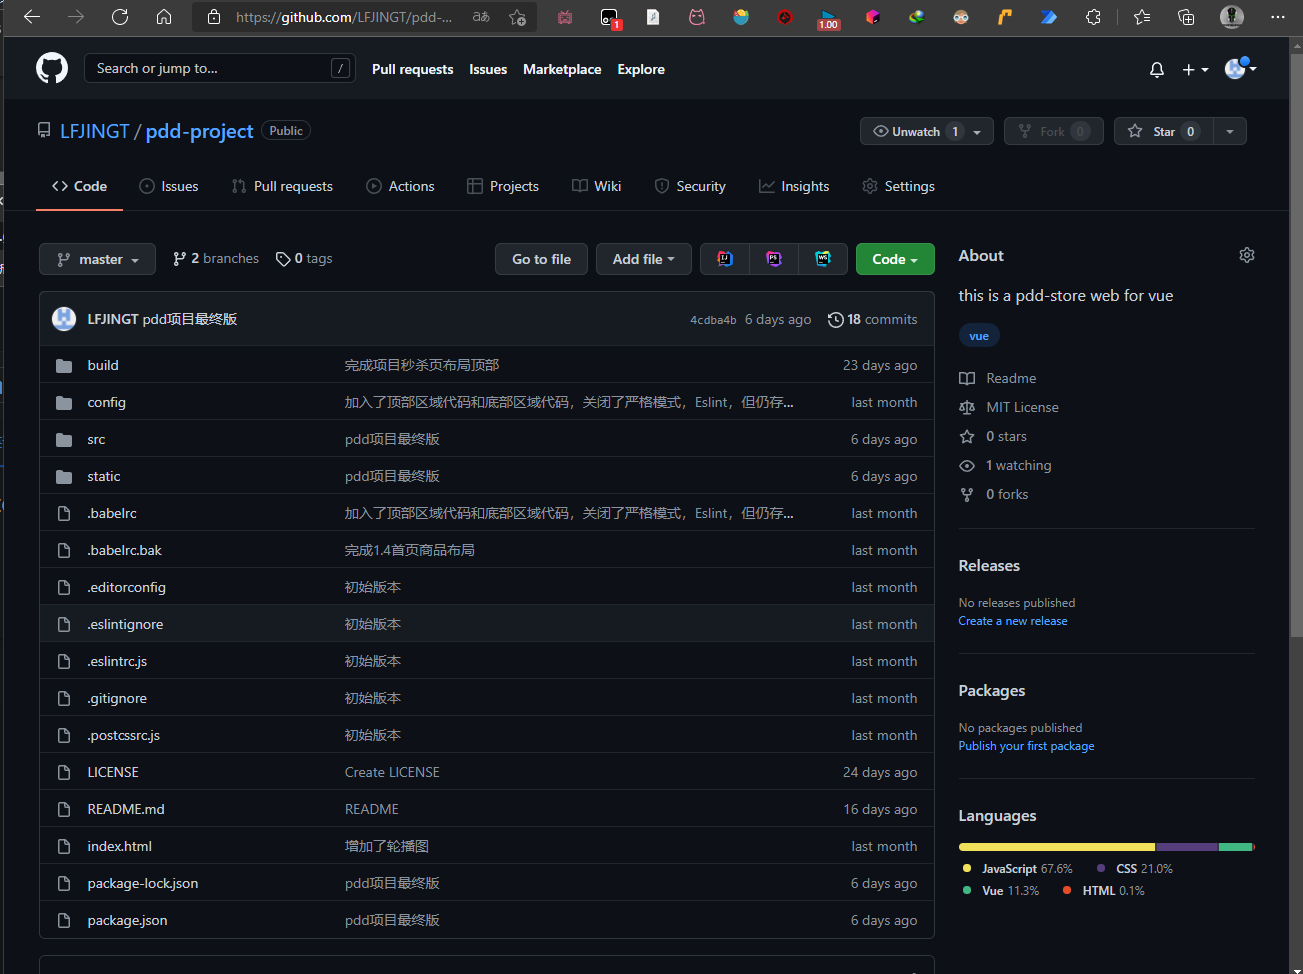 https://github.com/LFJINGT/pdd-...
aあ
1
1.00
Search or jump to...
/
Pull requests Issues Marketplace Explore
LFJINGT / pdd-project Public
Unwatch 1
Fork 0
Star 0
Code Issues Pull requests Actions Projects Wiki Security Insights Settings
master 2 branches 0 tags Go to file Add file Code
LFJINGT pdd项目最终版 4cdba4b 6 days ago 18 commits
build 完成项目秒杀页布局顶部 23 days ago
config 加入了顶部区域代码和底部区域代码，关闭了严格模式，Eslint，但仍存... last month
src pdd项目最终版 6 days ago
static pdd项目最终版 6 days ago
.babelrc 加入了顶部区域代码和底部区域代码，关闭了严格模式，Eslint，但仍存... last month
.babelrc.bak 完成1.4首页商品布局 last month
.editorconfig 初始版本 last month
.eslintignore 初始版本 last month
.eslintrc.js 初始版本 last month
.gitignore 初始版本 last month
.postcssrc.js 初始版本 last month
LICENSE Create LICENSE 24 days ago
README.md README 16 days ago
index.html 增加了轮播图 last month
package-lock.json pdd项目最终版 6 days ago
package.json pdd项目最终版 6 days ago
About
this is a pdd-store web for vue
vue
Readme
MIT License
0 stars
1 watching
0 forks
Releases
No releases published
Create a new release
Packages
No packages published
Publish your first package
Languages
JavaScript 67.6% CSS 21.0%
Vue 11.3% HTML 0.1%